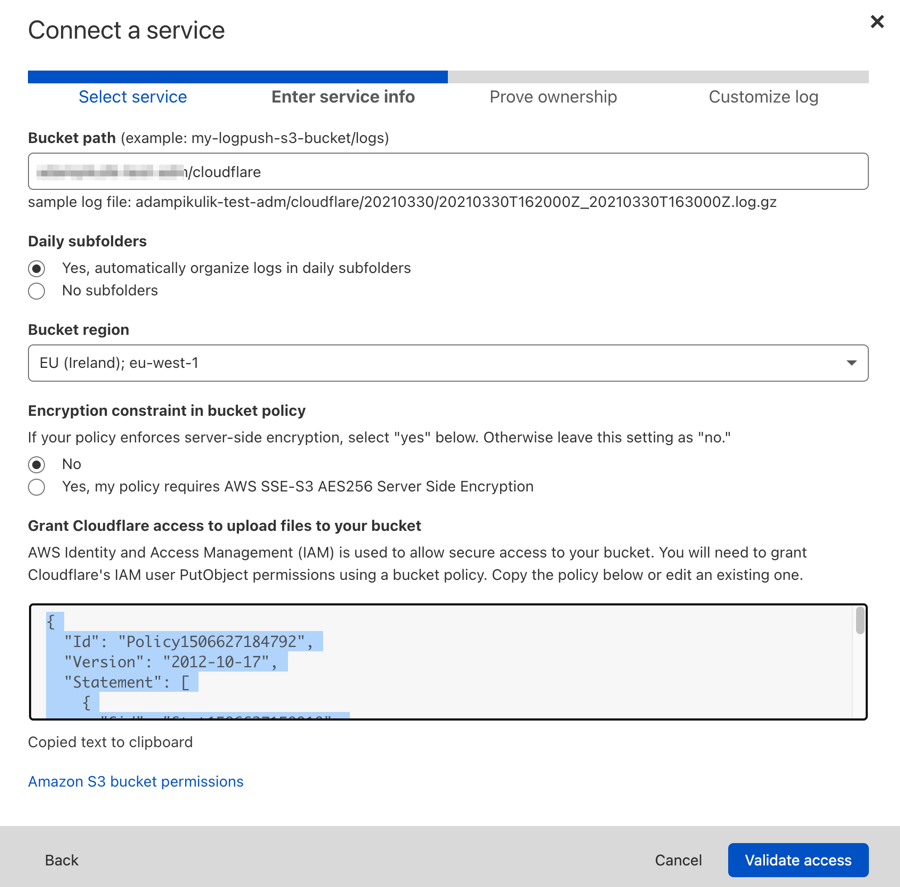 Connect a service
Select service
Enter service info
Prove ownership
Customize log
Bucket path (example: my-logpush-s3-bucket/logs)
/cloudflare
sample log file: adampikulik-test-adm/cloudflare/20210330/20210330T162000Z_20210330T163000Z.log.gz
Daily subfolders
Yes, automatically organize logs in daily subfolders
No subfolders
Bucket region
EU (Ireland); eu-west-1
Encryption constraint in bucket policy
If your policy enforces server-side encryption, select "yes" below. Otherwise leave this setting as "no."
No
Yes, my policy requires AWS SSE-S3 AES256 Server Side Encryption
Grant Cloudflare access to upload files to your bucket
AWS Identity and Access Management (IAM) is used to allow secure access to your bucket. You will need to grant
Cloudflare's IAM user PutObject permissions using a bucket policy. Copy the policy below or edit an existing one.
{
"Id": "Policy1506627184792",
"Version": "2012-10-17",
"Statement": [
{
Copied text to clipboard
Amazon S3 bucket permissions
Back
Cancel
Validate access